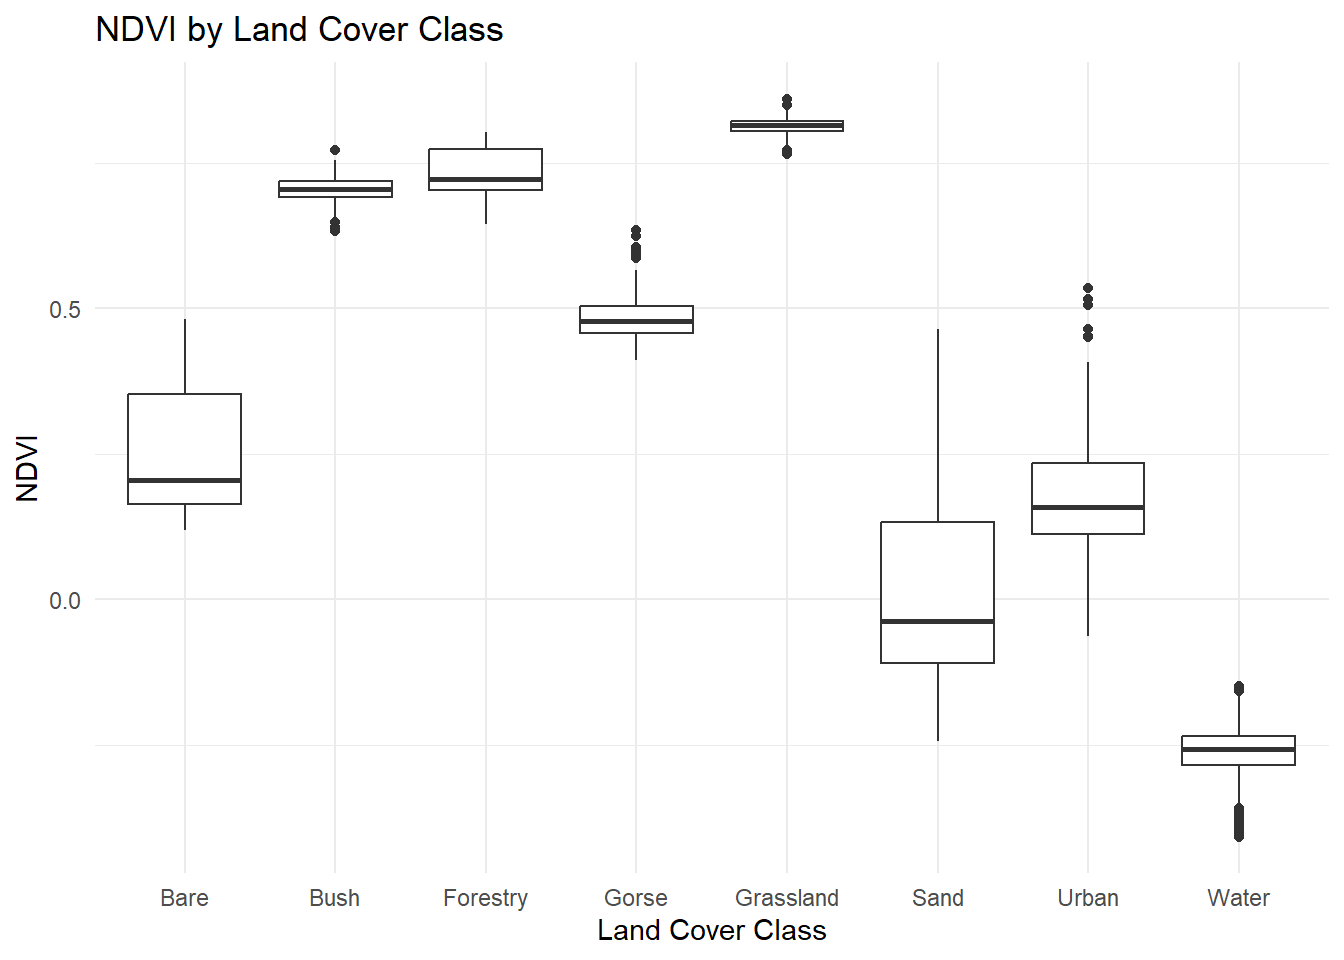 NDVI by Land Cover Class
NDVI
0.5
0.0
Bare Bush Forestry Gorse Grassland Sand Urban Water
Land Cover Class